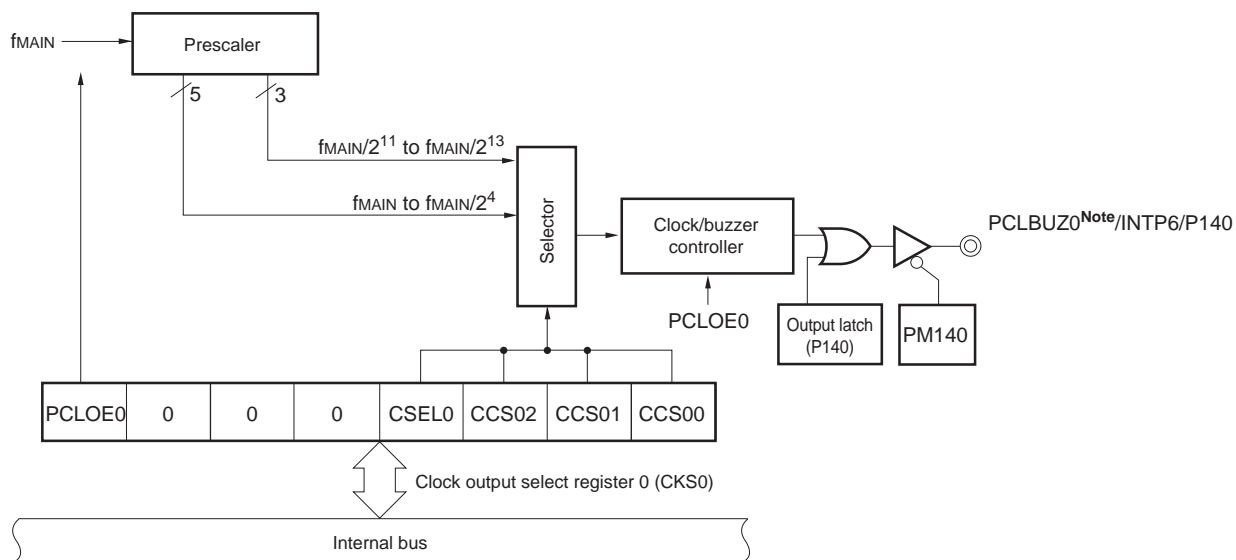 fMAIN
Prescaler
5
3
fMAIN/2¹¹ to fMAIN/2¹³
fMAIN to fMAIN/2⁴
Selector
Clock/buzzer
controller
PCLOE0
PCLBUZ0Note/INTP6/P140
Output latch
(P140)
PM140
PCLOE0 0 0 0 CSEL0 CCS02 CCS01 CCS00
Clock output select register 0 (CKS0)
Internal bus